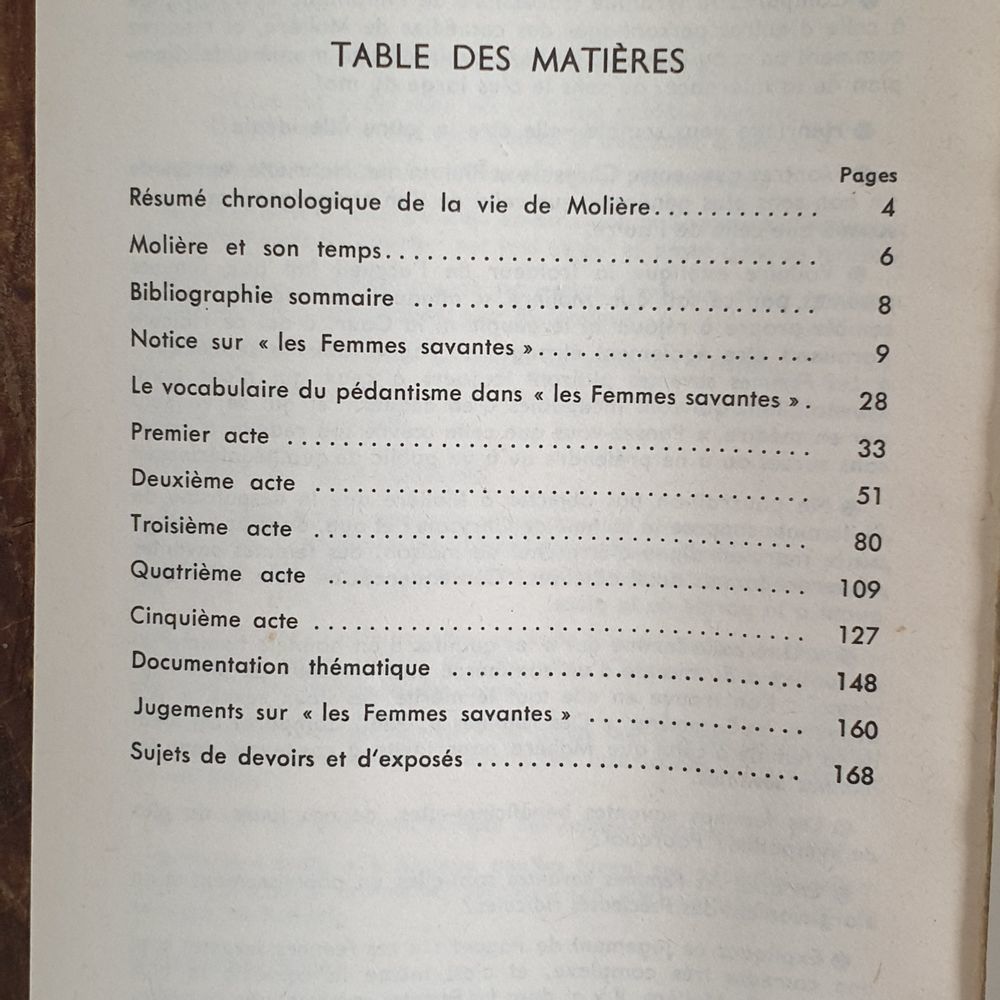 TABLE DES MATIÈRES
Pages
Résumé chronologique de la vie de Molière............ 4
Molière et son temps.............................. 6
Bibliographie sommaire ............................ 8
Notice sur « les Femmes savantes ».................... 9
Le vocabulaire du pédantisme dans « les Femmes savantes » . 28
Premier acte ..................................... 33
Deuxième acte ................................... 51
Troisième acte ................................... 80
Quatrième acte .................................. 109
Cinquième acte ................................... 127
Documentation thématique ......................... 148
Jugements sur « les Femmes savantes » ................ 160
Sujets de devoirs et d'exposés ........................ 168